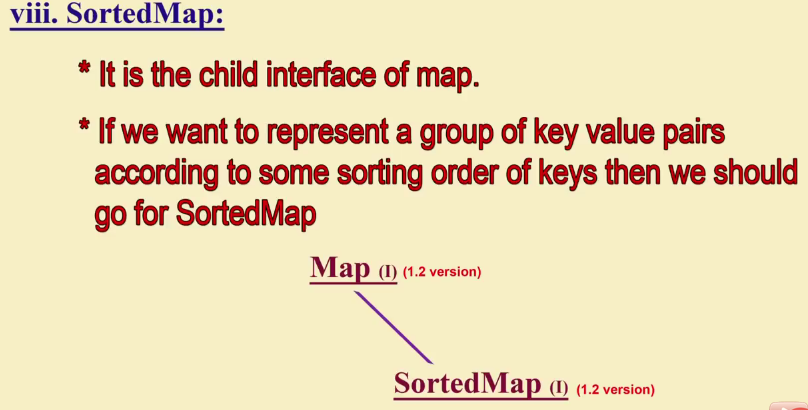 viii. SortedMap:
* It is the child interface of map.
* If we want to represent a group of key value pairs
according to some sorting order of keys then we should
go for SortedMap
Map (I) (1.2 version)
SortedMap (I) (1.2 version)